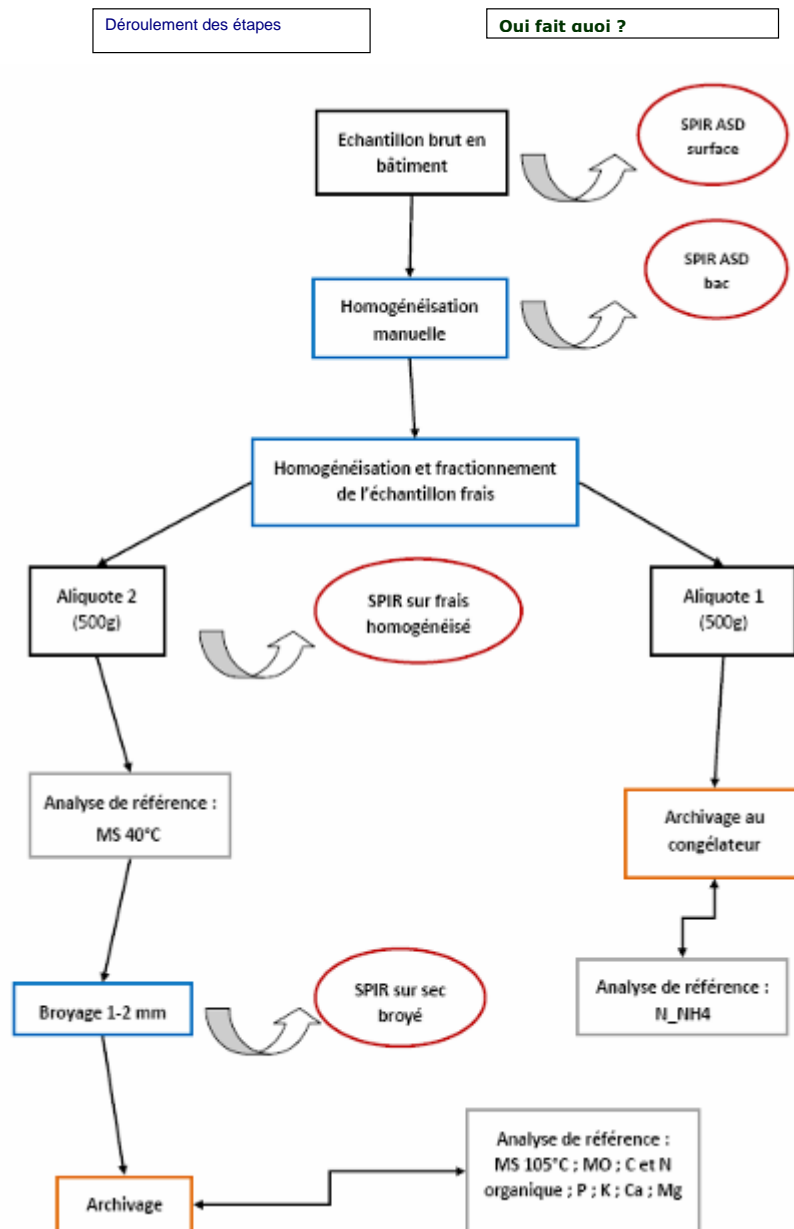 Déroulement des étapes
Qui fait quoi ?
Echantillon brut en
bâtiment
SPIR ASD
surface
SPIR ASD
bac
Homogénéisation
manuelle
Homogénéisation et fractionnement
de l'échantillon frais
Aliquote 2
(500g)
SPIR sur frais
homogénéisé
Aliquote 1
(500g)
Analyse de référence :
MS 40°C
Archivage au
congélateur
Broyage 1-2 mm
SPIR sur sec
broyé
Analyse de référence :
N_NH4
Archivage
Analyse de référence :
MS 105°C ; MO ; C et N
organique ; P ; K ; Ca ; Mg